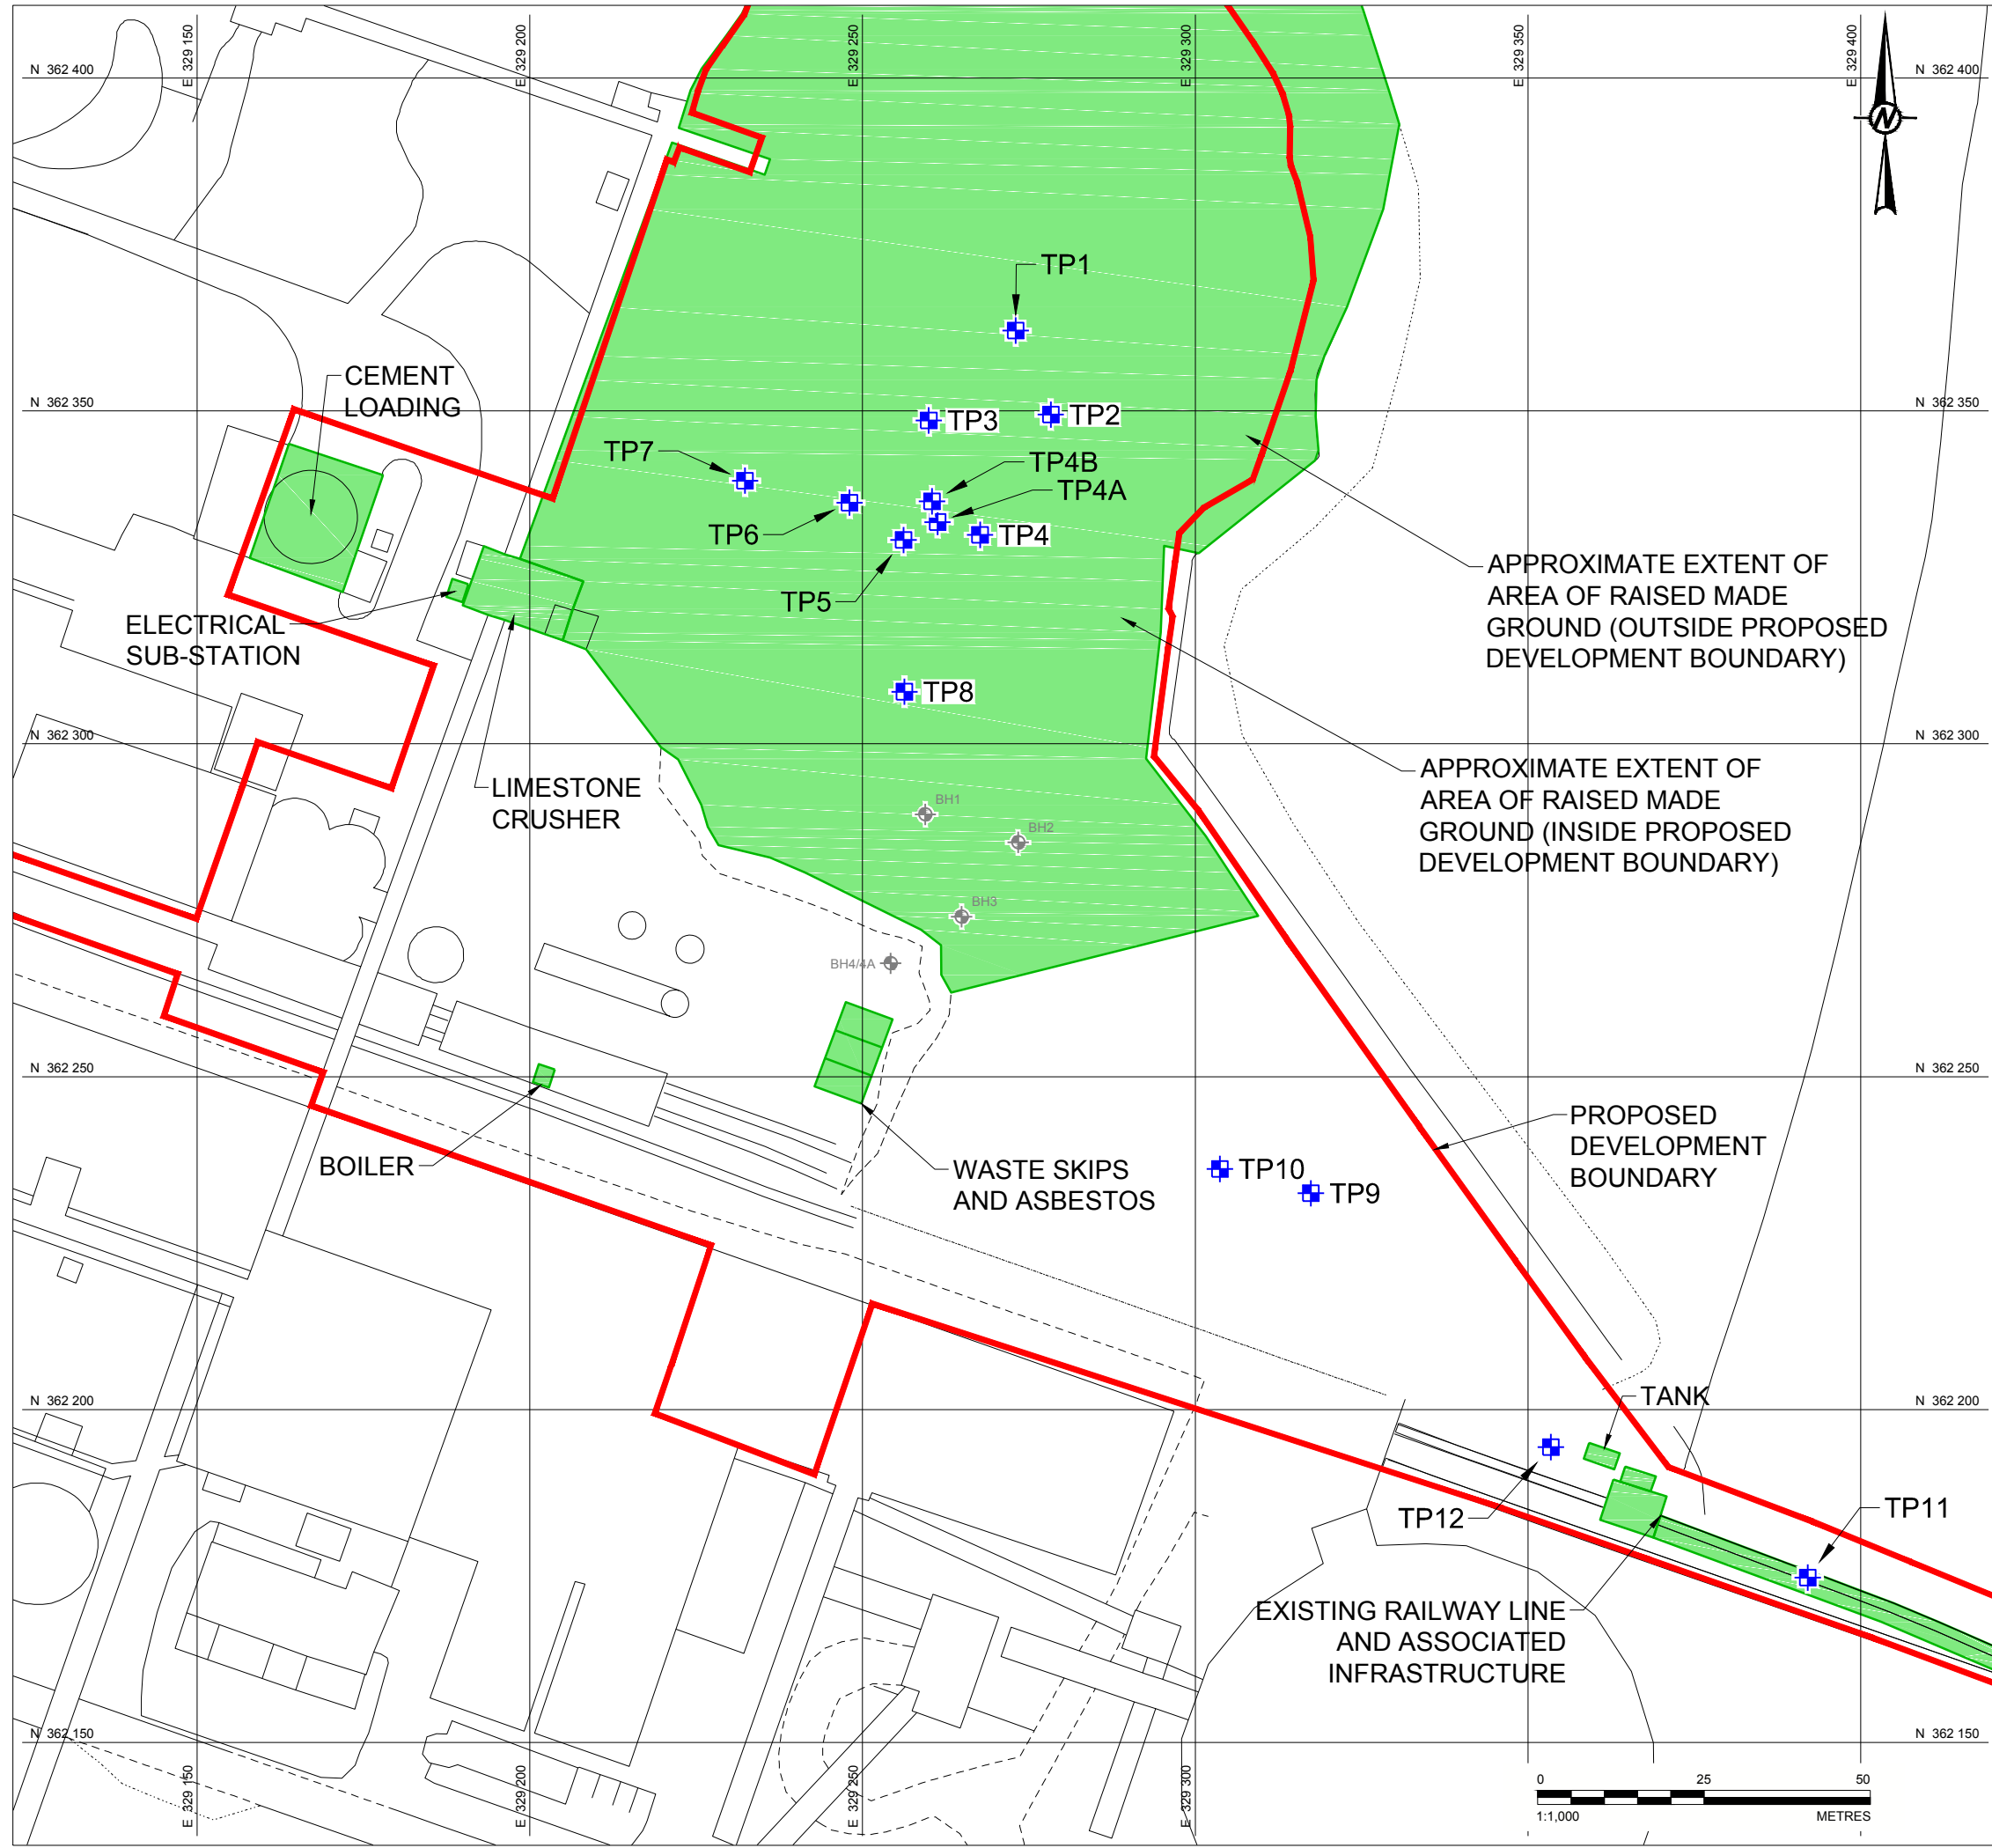 E 329 150
E 329 200
E 329 250
E 329 300
E 329 350
E 329 400
N 362 400
N 362 400
N
TP1
CEMENT
LOADING
N 362 350
N 362 350
TP3
TP2
TP7
TP4B
TP4A
TP6
TP4
TP5
APPROXIMATE EXTENT OF
AREA OF RAISED MADE
GROUND (OUTSIDE PROPOSED
DEVELOPMENT BOUNDARY)
ELECTRICAL
SUB-STATION
TP8
N 362 300
N 362 300
LIMESTONE
CRUSHER
APPROXIMATE EXTENT OF
AREA OF RAISED MADE
GROUND (INSIDE PROPOSED
DEVELOPMENT BOUNDARY)
BH1
BH2
BH3
BH4/4A
N 362 250
N 362 250
PROPOSED
DEVELOPMENT
BOUNDARY
BOILER
WASTE SKIPS
AND ASBESTOS
TP10
TP9
N 362 200
N 362 200
TANK
TP12
TP11
EXISTING RAILWAY LINE
AND ASSOCIATED
INFRASTRUCTURE
N 362 150
N 362 150
E 329 150
E 329 200
E 329 250
E 329 300
0 25 50
1:1,000 METRES